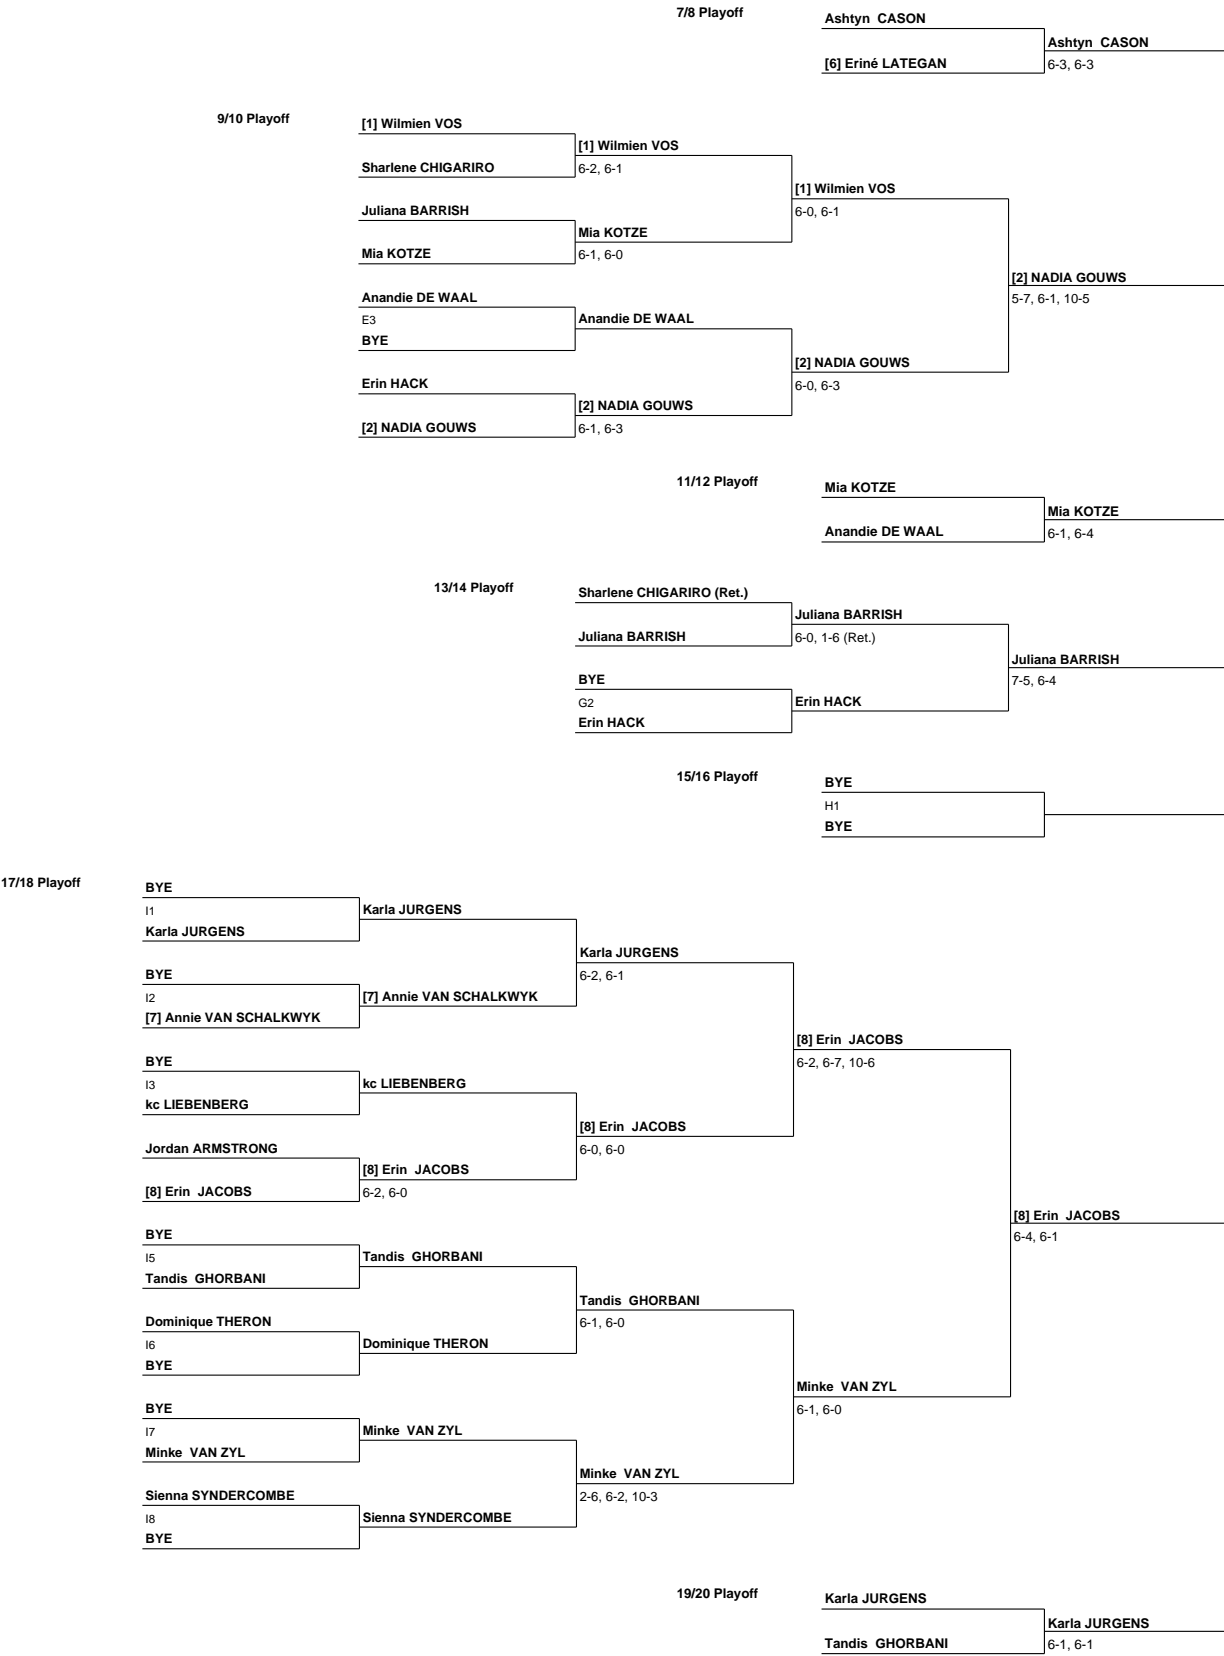 7/8 Playoff
Ashtyn  CASON
Ashtyn  CASON
[6] Eriné LATEGAN
6-3, 6-3
9/10 Playoff
[1] Wilmien VOS
[1] Wilmien VOS
Sharlene CHIGARIRO
6-2, 6-1
[1] Wilmien VOS
Juliana BARRISH
6-0, 6-1
Mia KOTZE
Mia KOTZE
6-1, 6-0
[2] NADIA GOUWS
Anandie DE WAAL
5-7, 6-1, 10-5
E3
Anandie DE WAAL
BYE
[2] NADIA GOUWS
Erin HACK
6-0, 6-3
[2] NADIA GOUWS
[2] NADIA GOUWS
6-1, 6-3
11/12 Playoff
Mia KOTZE
Mia KOTZE
Anandie DE WAAL
6-1, 6-4
13/14 Playoff
Sharlene CHIGARIRO (Ret.)
Juliana BARRISH
Juliana BARRISH
6-0, 1-6 (Ret.)
Juliana BARRISH
BYE
7-5, 6-4
G2
Erin HACK
Erin HACK
15/16 Playoff
BYE
H1
BYE
17/18 Playoff
BYE
I1
Karla JURGENS
Karla JURGENS
Karla JURGENS
BYE
6-2, 6-1
I2
[7] Annie VAN SCHALKWYK
[7] Annie VAN SCHALKWYK
[8] Erin  JACOBS
BYE
6-2, 6-7, 10-6
I3
kc LIEBENBERG
kc LIEBENBERG
[8] Erin  JACOBS
Jordan ARMSTRONG
6-0, 6-0
[8] Erin  JACOBS
[8] Erin  JACOBS
6-2, 6-0
[8] Erin  JACOBS
BYE
6-4, 6-1
I5
Tandis  GHORBANI
Tandis  GHORBANI
Tandis  GHORBANI
Dominique THERON
6-1, 6-0
I6
Dominique THERON
BYE
Minke  VAN ZYL
BYE
6-1, 6-0
I7
Minke  VAN ZYL
Minke  VAN ZYL
Minke  VAN ZYL
Sienna SYNDERCOMBE
2-6, 6-2, 10-3
I8
Sienna SYNDERCOMBE
BYE
19/20 Playoff
Karla JURGENS
Karla JURGENS
Tandis  GHORBANI
6-1, 6-1